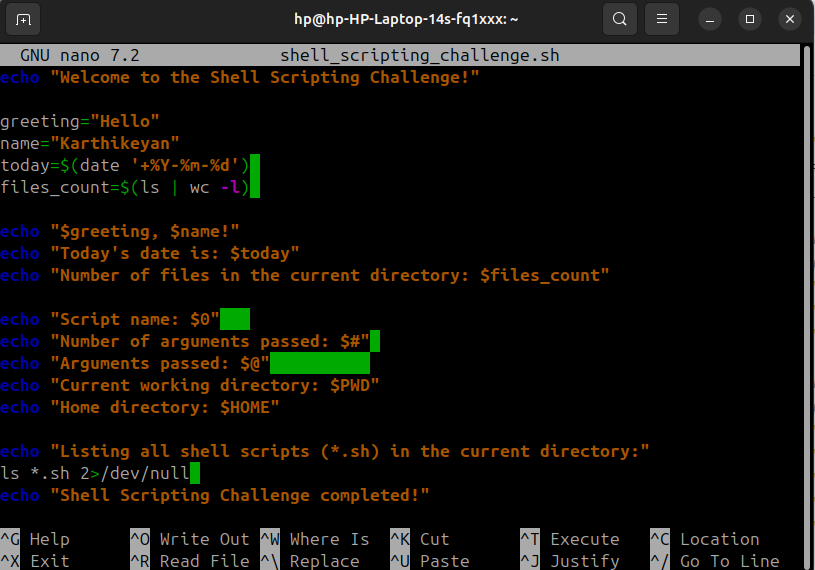 hp@hp-HP-Laptop-14s-fq1xxx: ~
GNU nano 7.2 shell_scripting_challenge.sh
echo "Welcome to the Shell Scripting Challenge!"
greeting="Hello"
name="Karthikeyan"
today=$(date '+%Y-%m-%d')
files_count=$(ls | wc -l)
echo "$greeting, $name!"
echo "Today's date is: $today"
echo "Number of files in the current directory: $files_count"
echo "Script name: $0"
echo "Number of arguments passed: $#"
echo "Arguments passed: $@"
echo "Current working directory: $PWD"
echo "Home directory: $HOME"
echo "Listing all shell scripts (*.sh) in the current directory:"
ls *.sh 2>/dev/null
echo "Shell Scripting Challenge completed!"
^G Help ^O Write Out ^W Where Is ^K Cut ^T Execute ^C Location
^X Exit ^R Read File ^\ Replace ^U Paste ^J Justify ^/ Go To Line